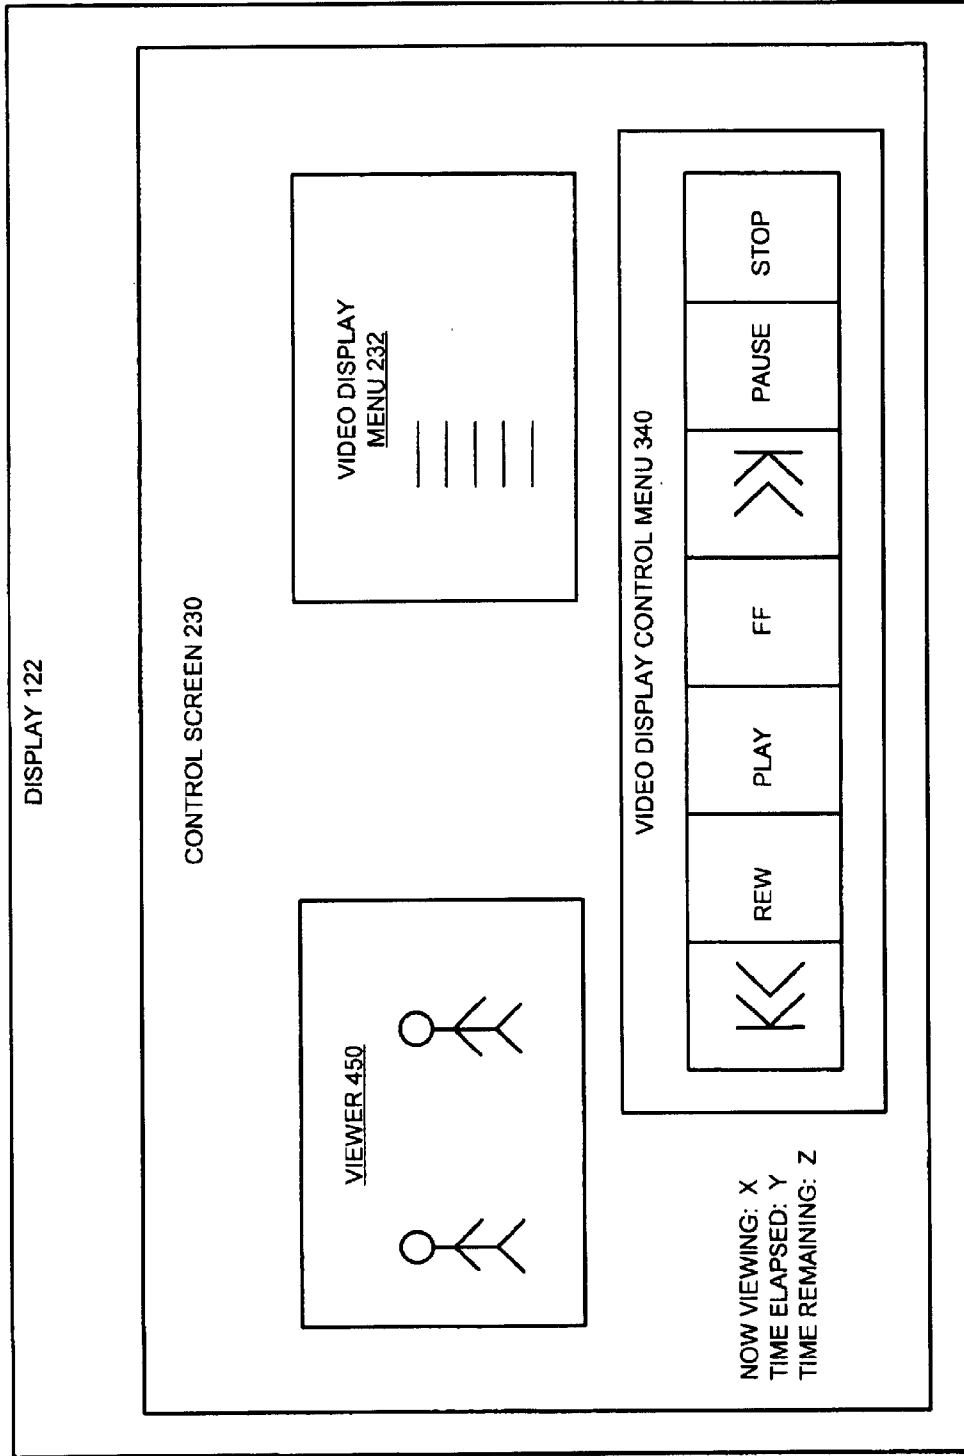 DISPLAY 122
CONTROL SCREEN 230
VIEWER 450
VIDEO DISPLAY
MENU 232
VIDEO DISPLAY CONTROL MENU 340
REW
PLAY
FF
PAUSE
STOP
NOW VIEWING: X
TIME ELAPSED: Y
TIME REMAINING: Z